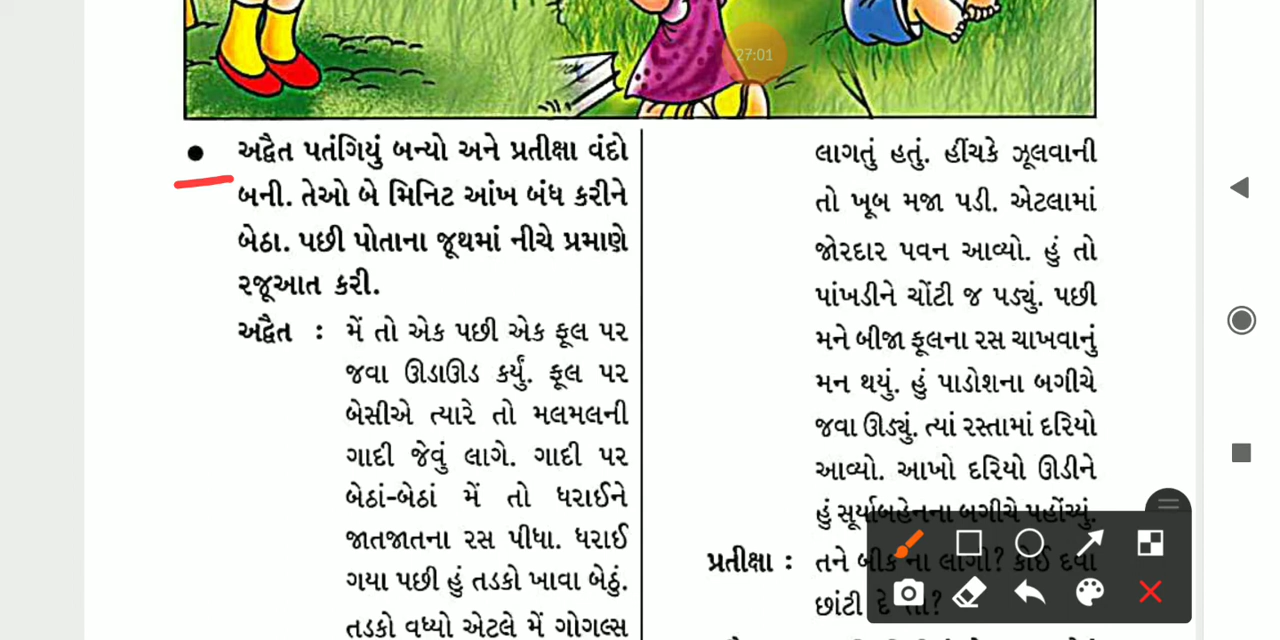 27:01
● અદ્વૈત પતંગિયું બન્યો અને પ્રતીક્ષા વંદો
બની. તેઓ બે મિનિટ આંખ બંધ કરીને
બેઠા. પછી પોતાના જૂથમાં નીચે પ્રમાણે
રજૂઆત કરી.
અદ્વૈત : મેં તો એક પછી એક ફૂલ પર
જવા ઊડાઊડ કર્યું. ફૂલ પર
બેસીએ ત્યારે તો મલમલની
ગાદી જેવું લાગે. ગાદી પર
બેઠાં-બેઠાં મેં તો ધરાઈને
જાતજાતના રસ પીધા. ધરાઈ
ગયા પછી હું તડકો ખાવા બેઠું.
તડકો વધ્યો એટલે મેં ગોગલ્સ
લાગતું હતું. હીંચકે ઝૂલવાની
તો ખૂબ મજા પડી. એટલામાં
જોરદાર પવન આવ્યો. હું તો
પાંખડીને ચોંટી જ પડ્યું. પછી
મને બીજા ફૂલના રસ ચાખવાનું
મન થયું. હું પાડોશના બગીચે
જવા ઊડ્યું. ત્યાં રસ્તામાં દરિયો
આવ્યો. આખો દરિયો ઊડીને
હું સૂર્યાબહેનના બગીચે પહોંચ્યું.
પ્રતીક્ષા : તને બીક ના લાગી? કોઈ દવા
છાંટી દે તો?